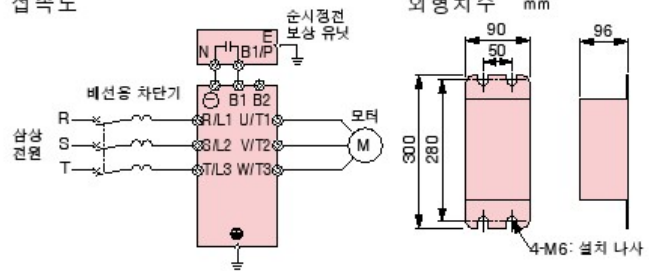 접속도
순시정전
보상 유닛
E
N B1/P
⊖ B1 B2
배선용 차단기
모터
삼상
전원
R R/L1 U/T1
S S/L2 V/T2 M
T T/L3 W/T3
외형치수 mm
90
50
96
300
280
4-M6: 설치 나사